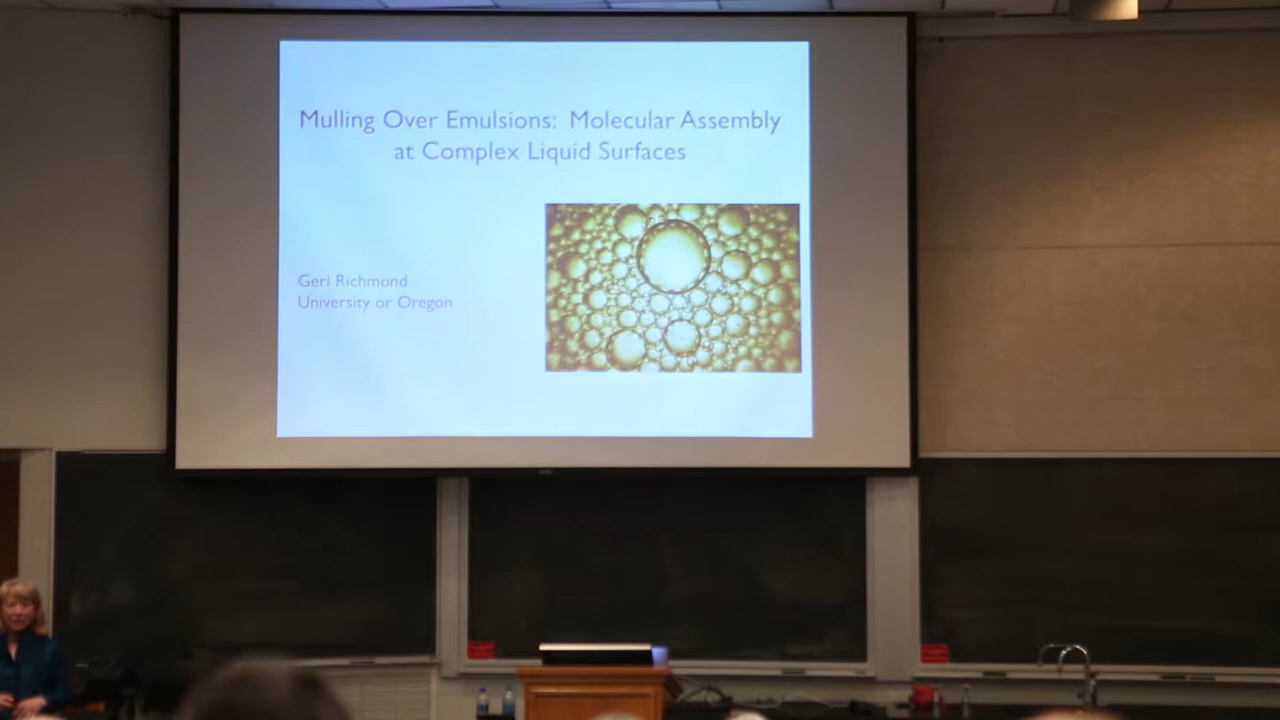 Mulling Over Emulsions: Molecular Assembly
at Complex Liquid Surfaces
Geri Richmond
University or Oregon